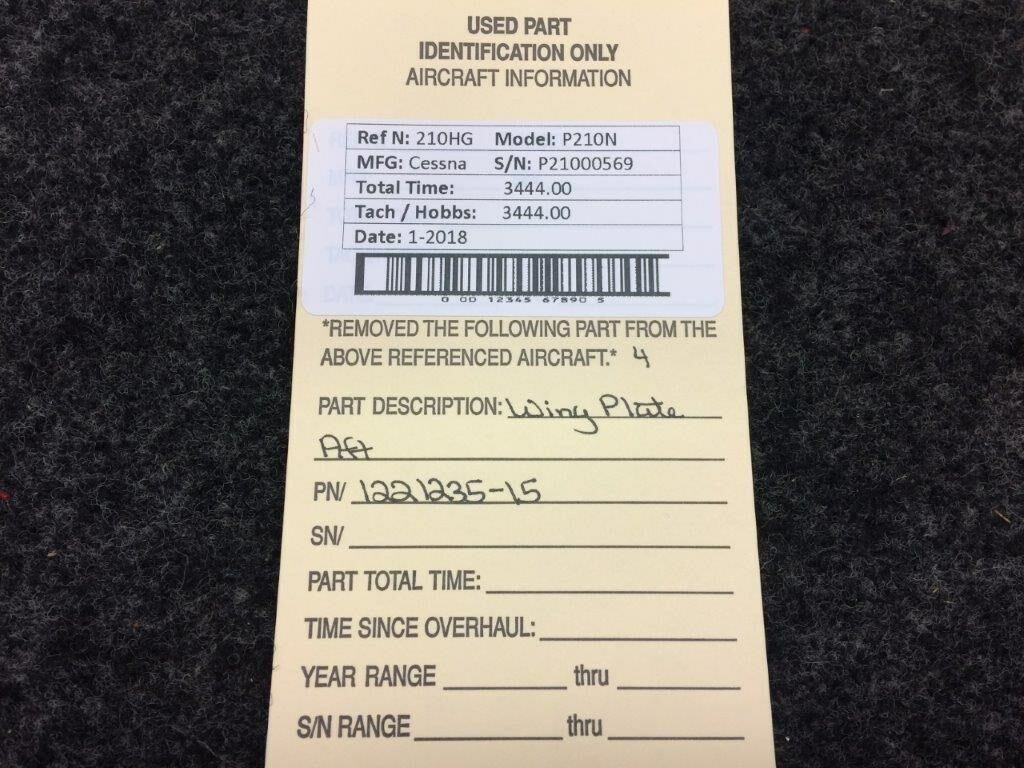 USED PART
IDENTIFICATION ONLY
AIRCRAFT INFORMATION
Ref N: 210HG Model: P210N
MFG: Cessna S/N: P21000569
Total Time: 3444.00
Tach / Hobbs: 3444.00
Date: 1-2018
0 00 12345 67890 5
*REMOVED THE FOLLOWING PART FROM THE
ABOVE REFERENCED AIRCRAFT.* 4
PART DESCRIPTION: Wing Plate
Aft
PN/ 1221235-15
SN/
PART TOTAL TIME:
TIME SINCE OVERHAUL:
YEAR RANGE thru
S/N RANGE thru